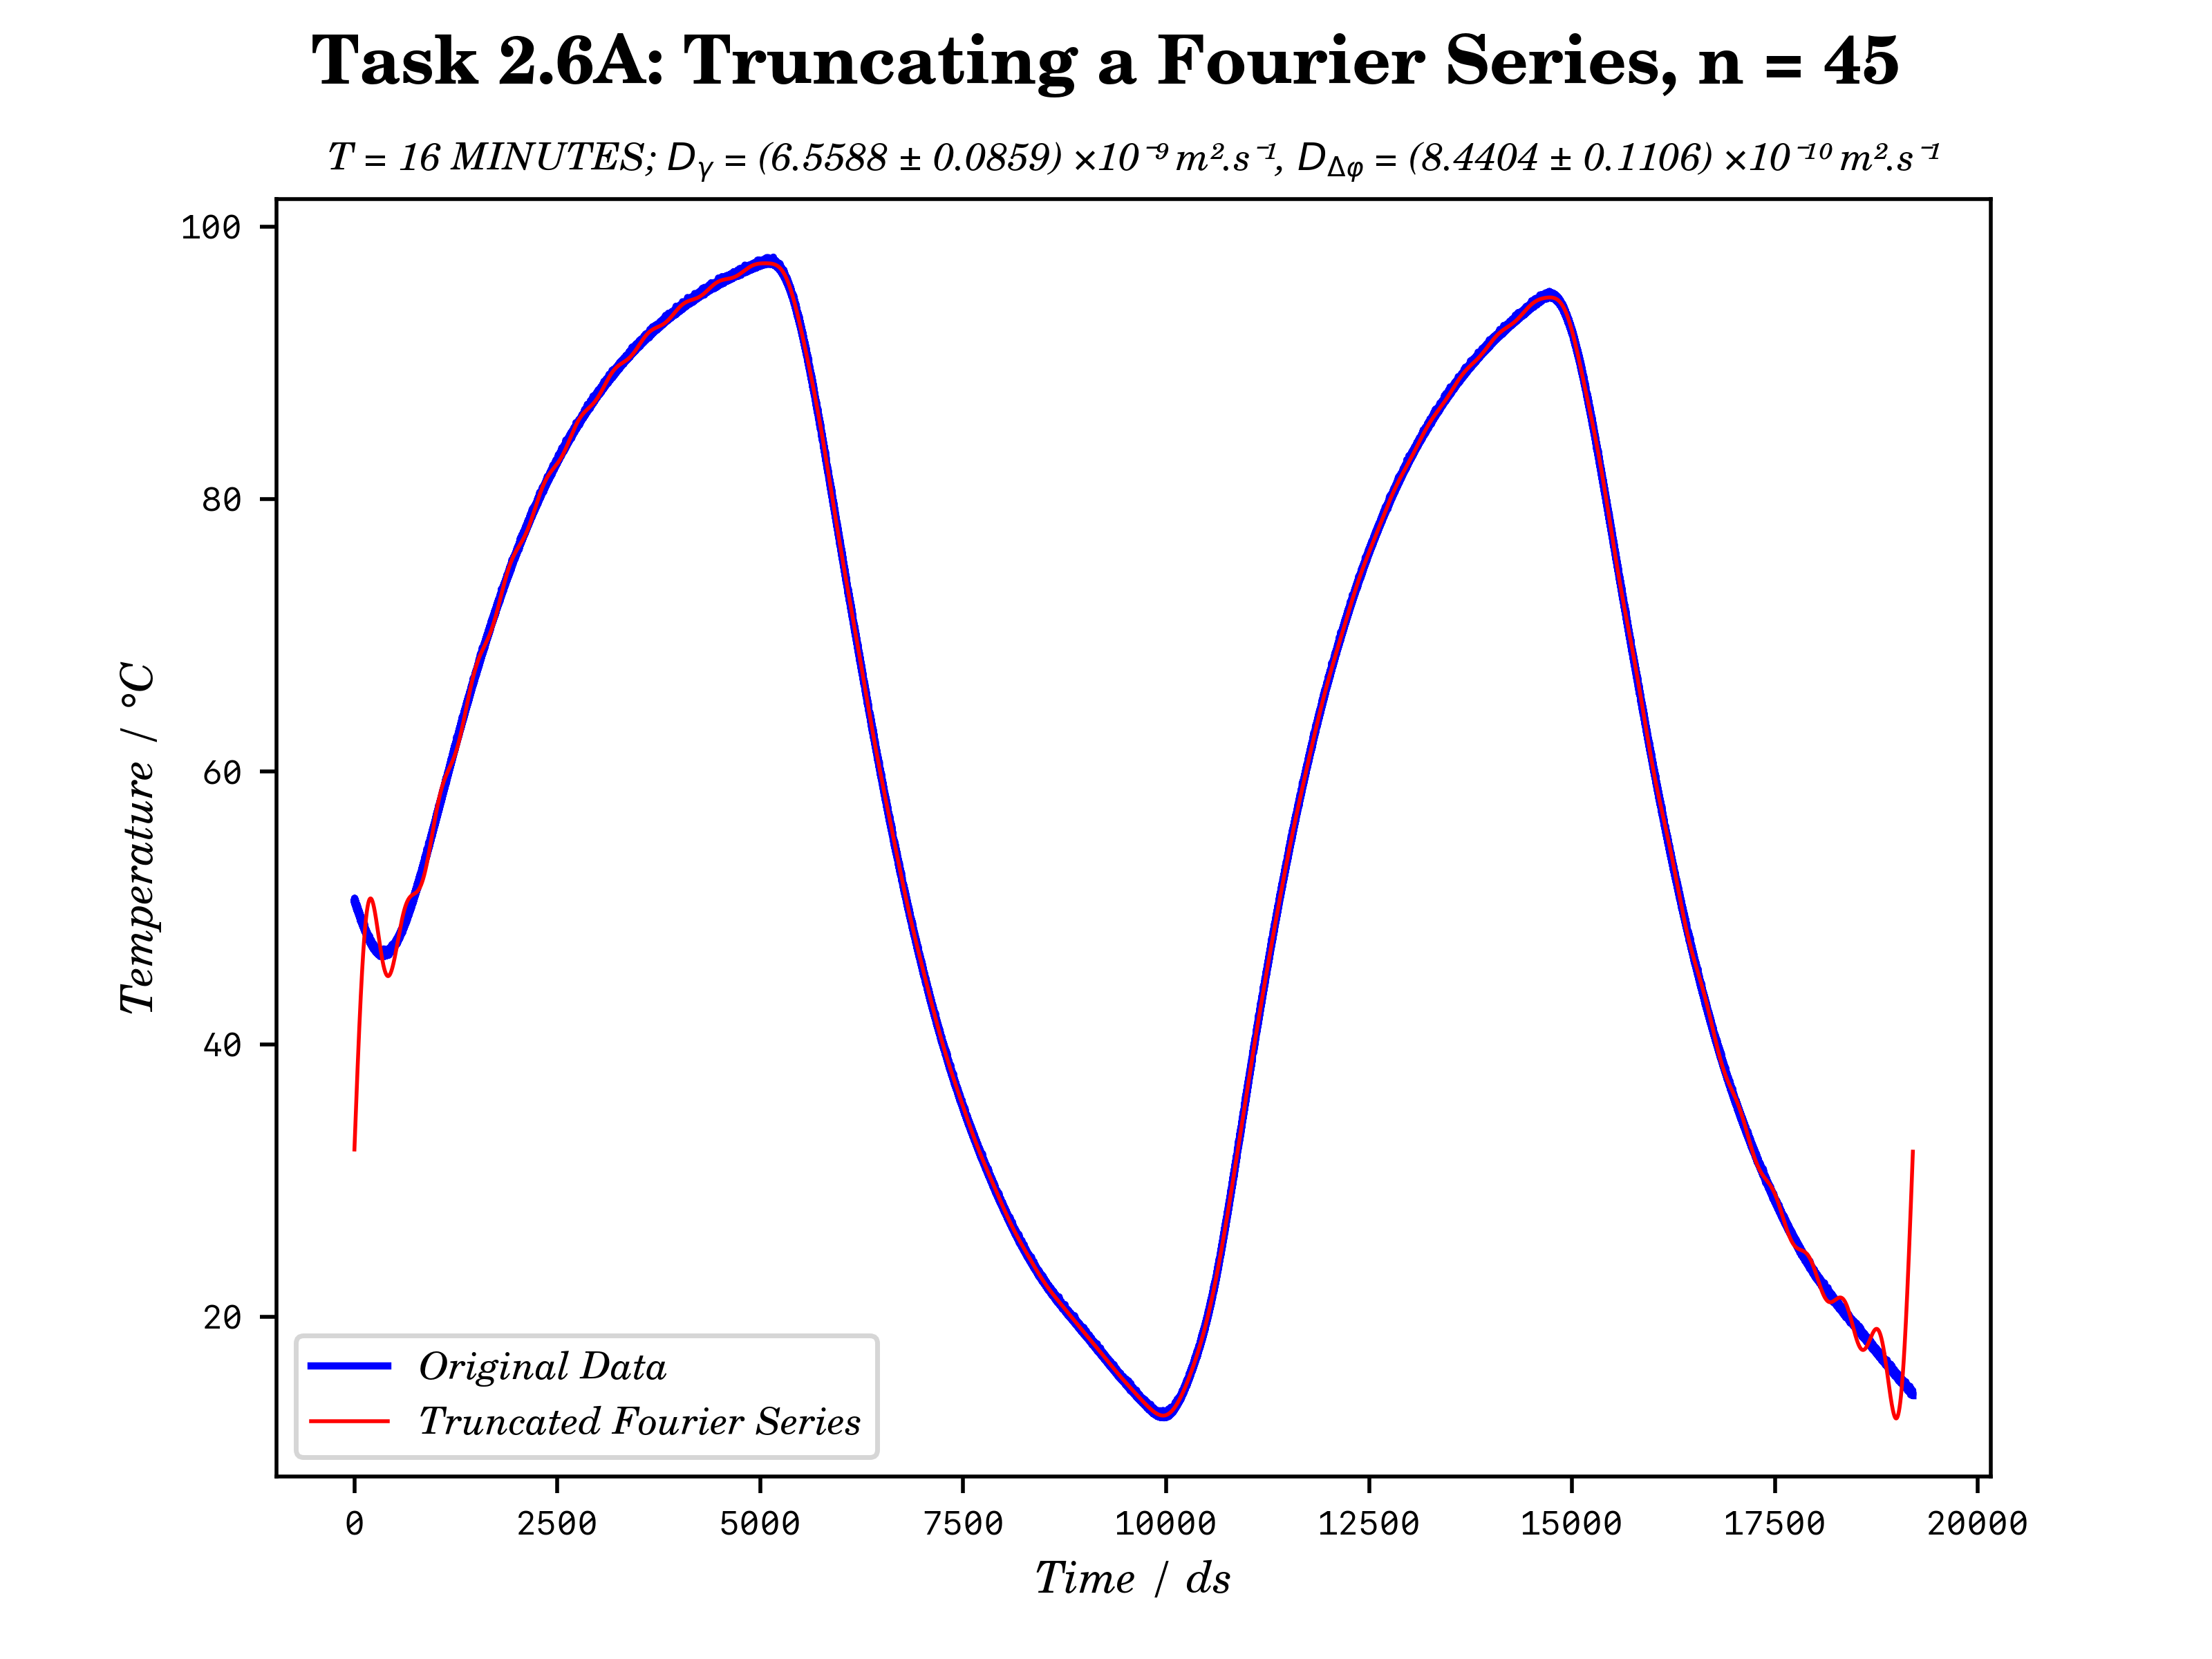 Task 2.6A: Truncating a Fourier Series, n = 45
T = 16 MINUTES; Dᵧ = (6.5588 ± 0.0859) ×10⁻⁹ m².s⁻¹, D_Δφ = (8.4404 ± 0.1106) ×10⁻¹⁰ m².s⁻¹
100
80
60
40
20
Temperature / °C
Original Data
Truncated Fourier Series
0 2500 5000 7500 10000 12500 15000 17500 20000
Time / ds